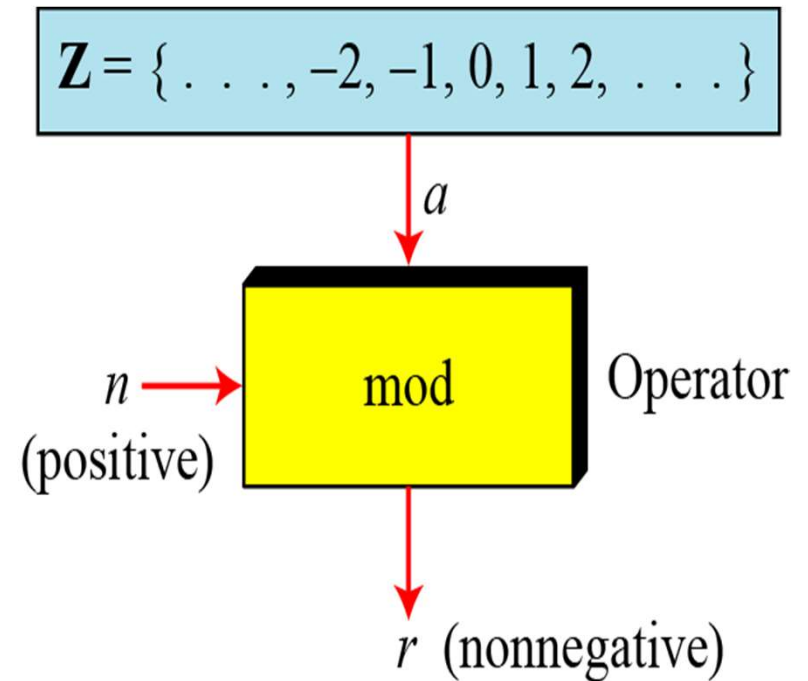 Z = { . . . , −2, −1, 0, 1, 2, . . . }
a
n
mod
Operator
(positive)
r (nonnegative)